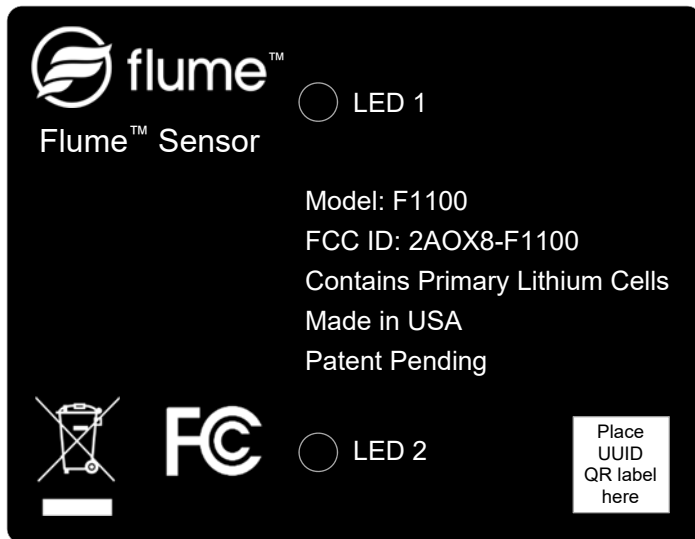 flume™
Flume™ Sensor
LED 1
Model: F1100
FCC ID: 2AOX8-F1100
Contains Primary Lithium Cells
Made in USA
Patent Pending
FC
LED 2
Place
UUID
QR label
here